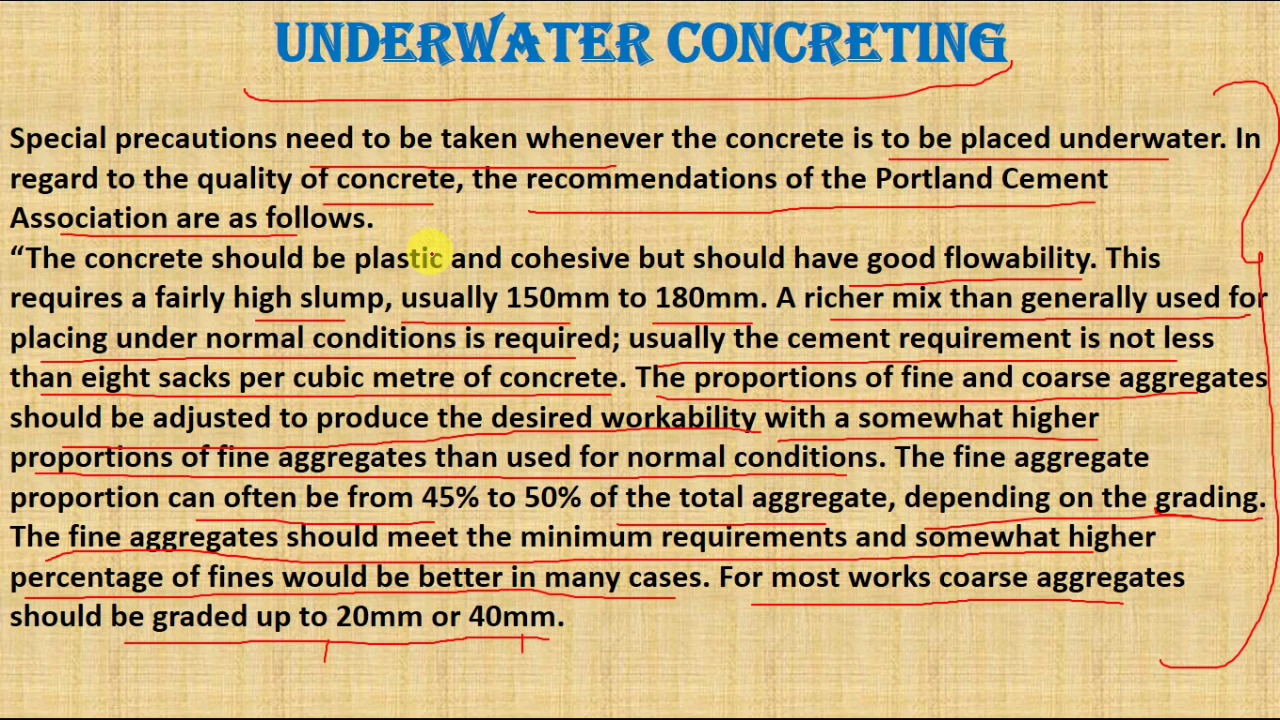 UNDERWATER CONCRETING
Special precautions need to be taken whenever the concrete is to be placed underwater. In
regard to the quality of concrete, the recommendations of the Portland Cement
Association are as follows.
“The concrete should be plastic and cohesive but should have good flowability. This
requires a fairly high slump, usually 150mm to 180mm. A richer mix than generally used for
placing under normal conditions is required; usually the cement requirement is not less
than eight sacks per cubic metre of concrete. The proportions of fine and coarse aggregates
should be adjusted to produce the desired workability with a somewhat higher
proportions of fine aggregates than used for normal conditions. The fine aggregate
proportion can often be from 45% to 50% of the total aggregate, depending on the grading.
The fine aggregates should meet the minimum requirements and somewhat higher
percentage of fines would be better in many cases. For most works coarse aggregates
should be graded up to 20mm or 40mm.